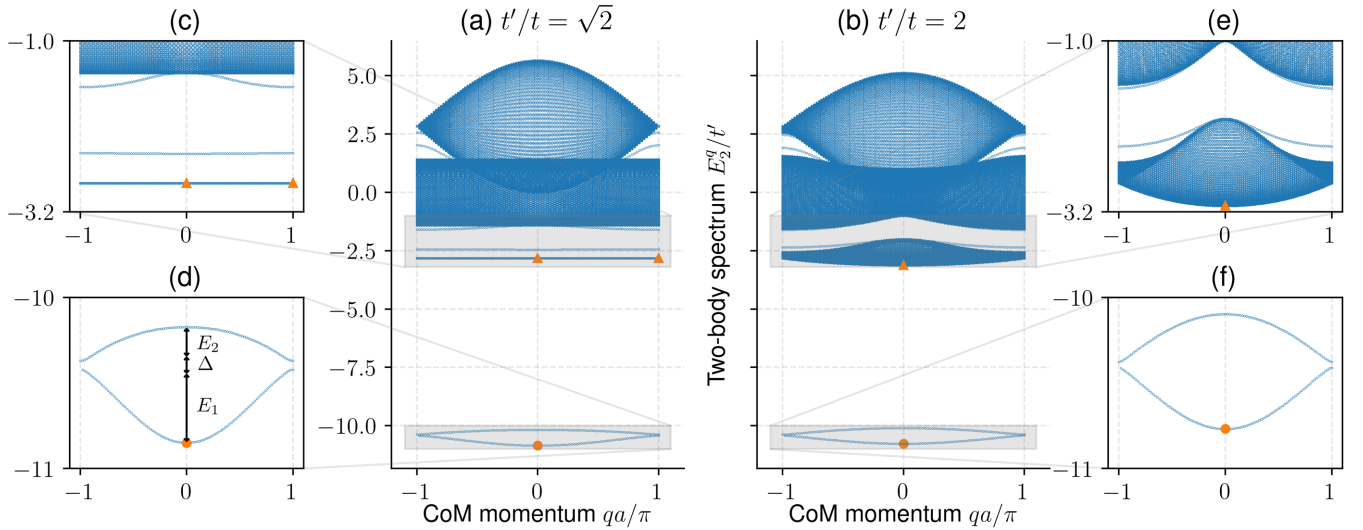 (c)
(a) t′/t = √2
(b) t′/t = 2
(e)
−1.0
−3.2
−1
0
1
5.0
2.5
0.0
−2.5
−5.0
−7.5
−10.0
−1
0
1
CoM momentum qa/π
Two-body spectrum E₂^q/t′
−1
0
1
CoM momentum qa/π
−1.0
−3.2
−1
0
1
(d)
−10
−11
E₂
Δ
E₁
−1
0
1
(f)
−10
−11
−1
0
1